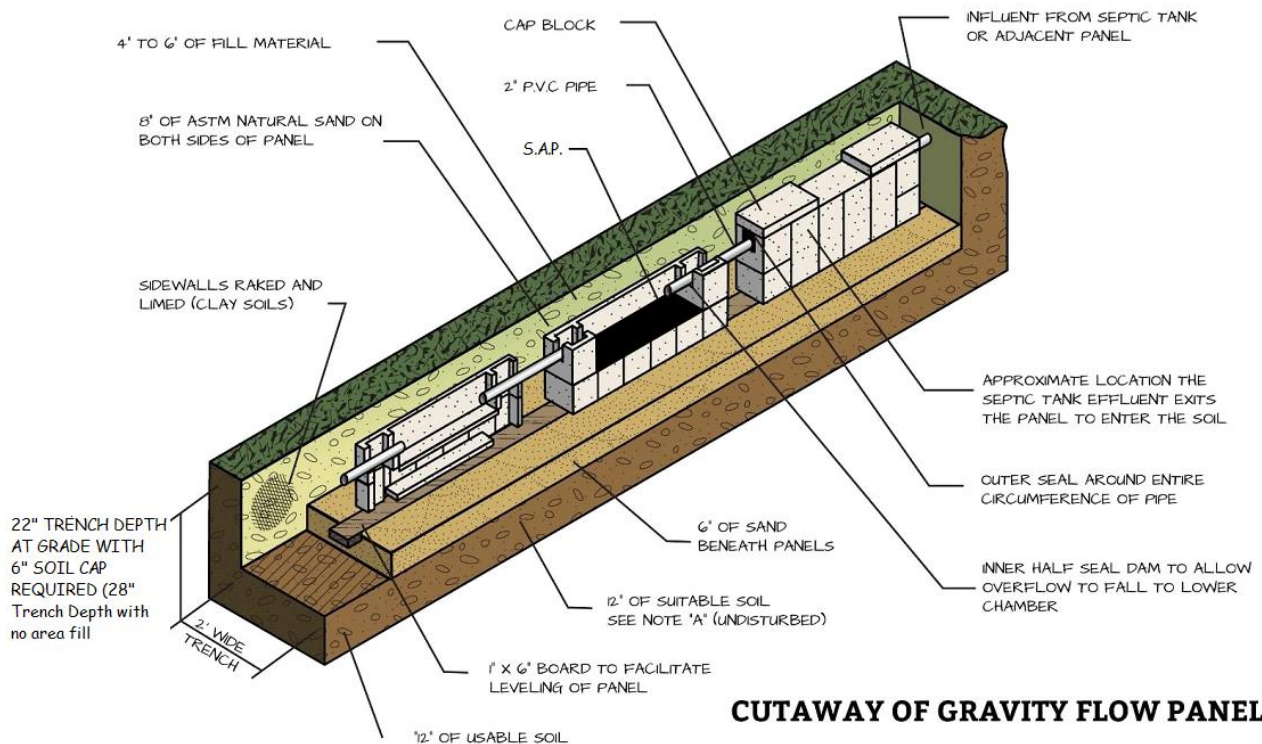 INFLUENT FROM SEPTIC TANK
OR ADJACENT PANEL
CAP BLOCK
4" TO 6" OF FILL MATERIAL
2" P.V.C PIPE
8" OF ASTM NATURAL SAND ON
BOTH SIDES OF PANEL
S.A.P.
SIDEWALLS RAKED AND
LIMED (CLAY SOILS)
APPROXIMATE LOCATION THE
SEPTIC TANK EFFLUENT EXITS
THE PANEL TO ENTER THE SOIL
OUTER SEAL AROUND ENTIRE
CIRCUMFERENCE OF PIPE
22" TRENCH DEPTH
AT GRADE WITH
6" SOIL CAP
REQUIRED (28"
Trench Depth with
no area fill
6" OF SAND
BENEATH PANELS
INNER HALF SEAL DAM TO ALLOW
OVERFLOW TO FALL TO LOWER
CHAMBER
12" OF SUITABLE SOIL
SEE NOTE "A" (UNDISTURBED)
2' WIDE
TRENCH
1" X 6" BOARD TO FACILITATE
LEVELING OF PANEL
CUTAWAY OF GRAVITY FLOW PANEL
"12" OF USABLE SOIL